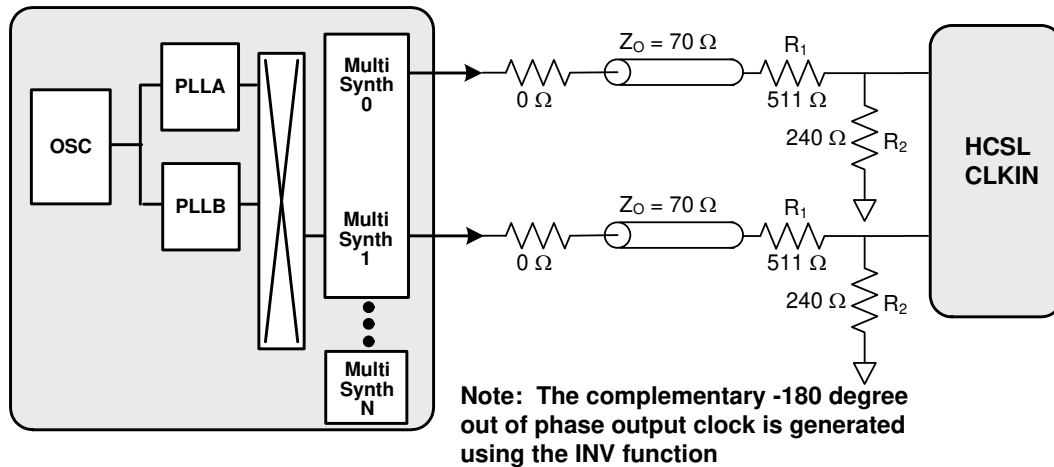 OSC
PLLA
PLLB
Multi
Synth
0
Multi
Synth
1
Multi
Synth
N
0 Ω
Z_O = 70 Ω
R_1
511 Ω
240 Ω
R_2
0 Ω
Z_O = 70 Ω
R_1
511 Ω
240 Ω
R_2
HCSL
CLKIN
Note: The complementary -180 degree
out of phase output clock is generated
using the INV function